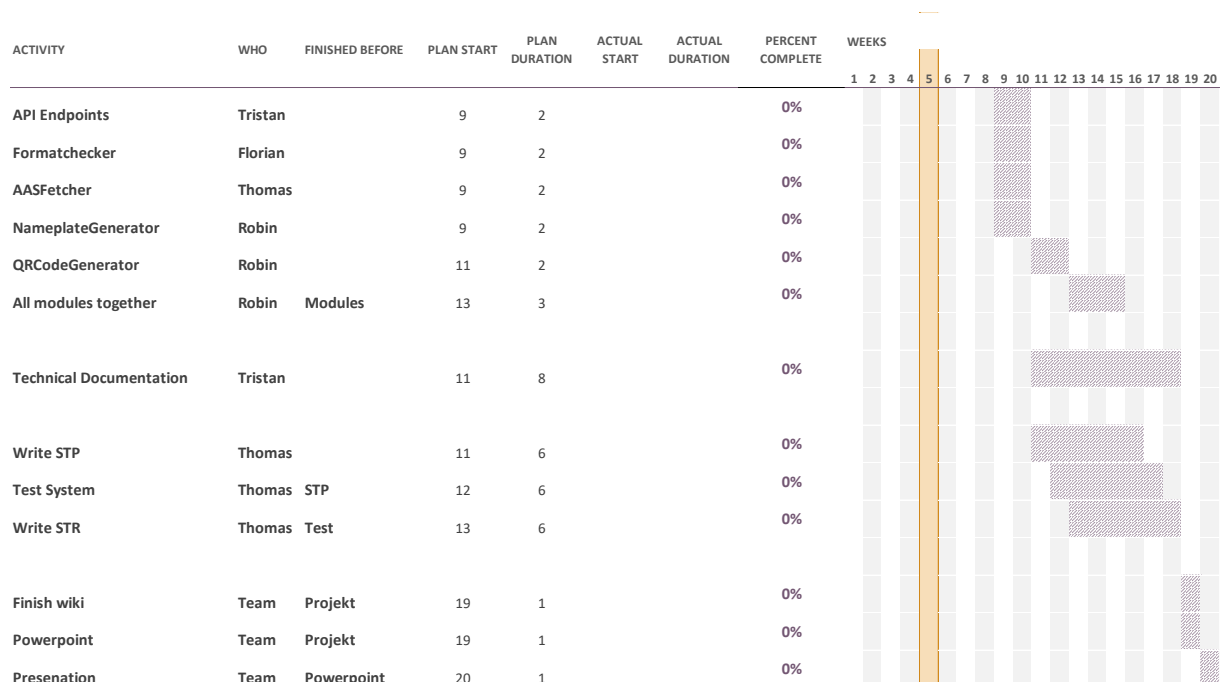 ACTIVITY WHO FINISHED BEFORE PLAN START PLAN DURATION ACTUAL START ACTUAL DURATION PERCENT COMPLETE WEEKS
1 2 3 4 5 6 7 8 9 10 11 12 13 14 15 16 17 18 19 20
API Endpoints Tristan 9 2 0%
Formatchecker Florian 9 2 0%
AASFetcher Thomas 9 2 0%
NameplateGenerator Robin 9 2 0%
QRCodeGenerator Robin 11 2 0%
All modules together Robin Modules 13 3 0%
Technical Documentation Tristan 11 8 0%
Write STP Thomas 11 6 0%
Test System Thomas STP 12 6 0%
Write STR Thomas Test 13 6 0%
Finish wiki Team Projekt 19 1 0%
Powerpoint Team Projekt 19 1 0%
Presenation Team Powerpoint 20 1 0%